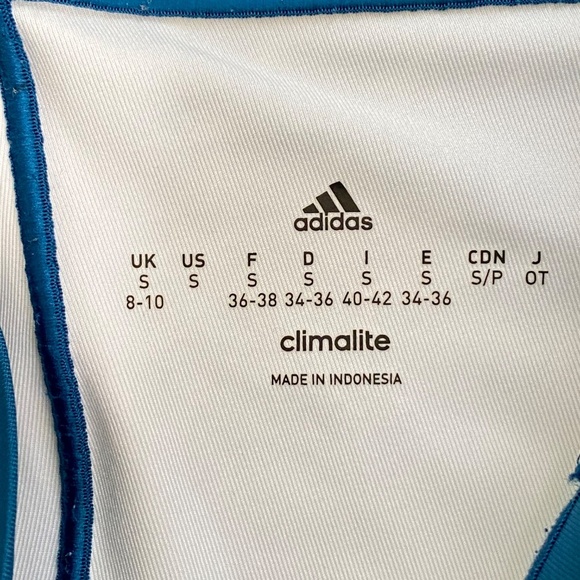 adidas
UK US F D I E CDN J
S S S S S S S/P OT
8-10 36-38 34-36 40-42 34-36
climalite
MADE IN INDONESIA